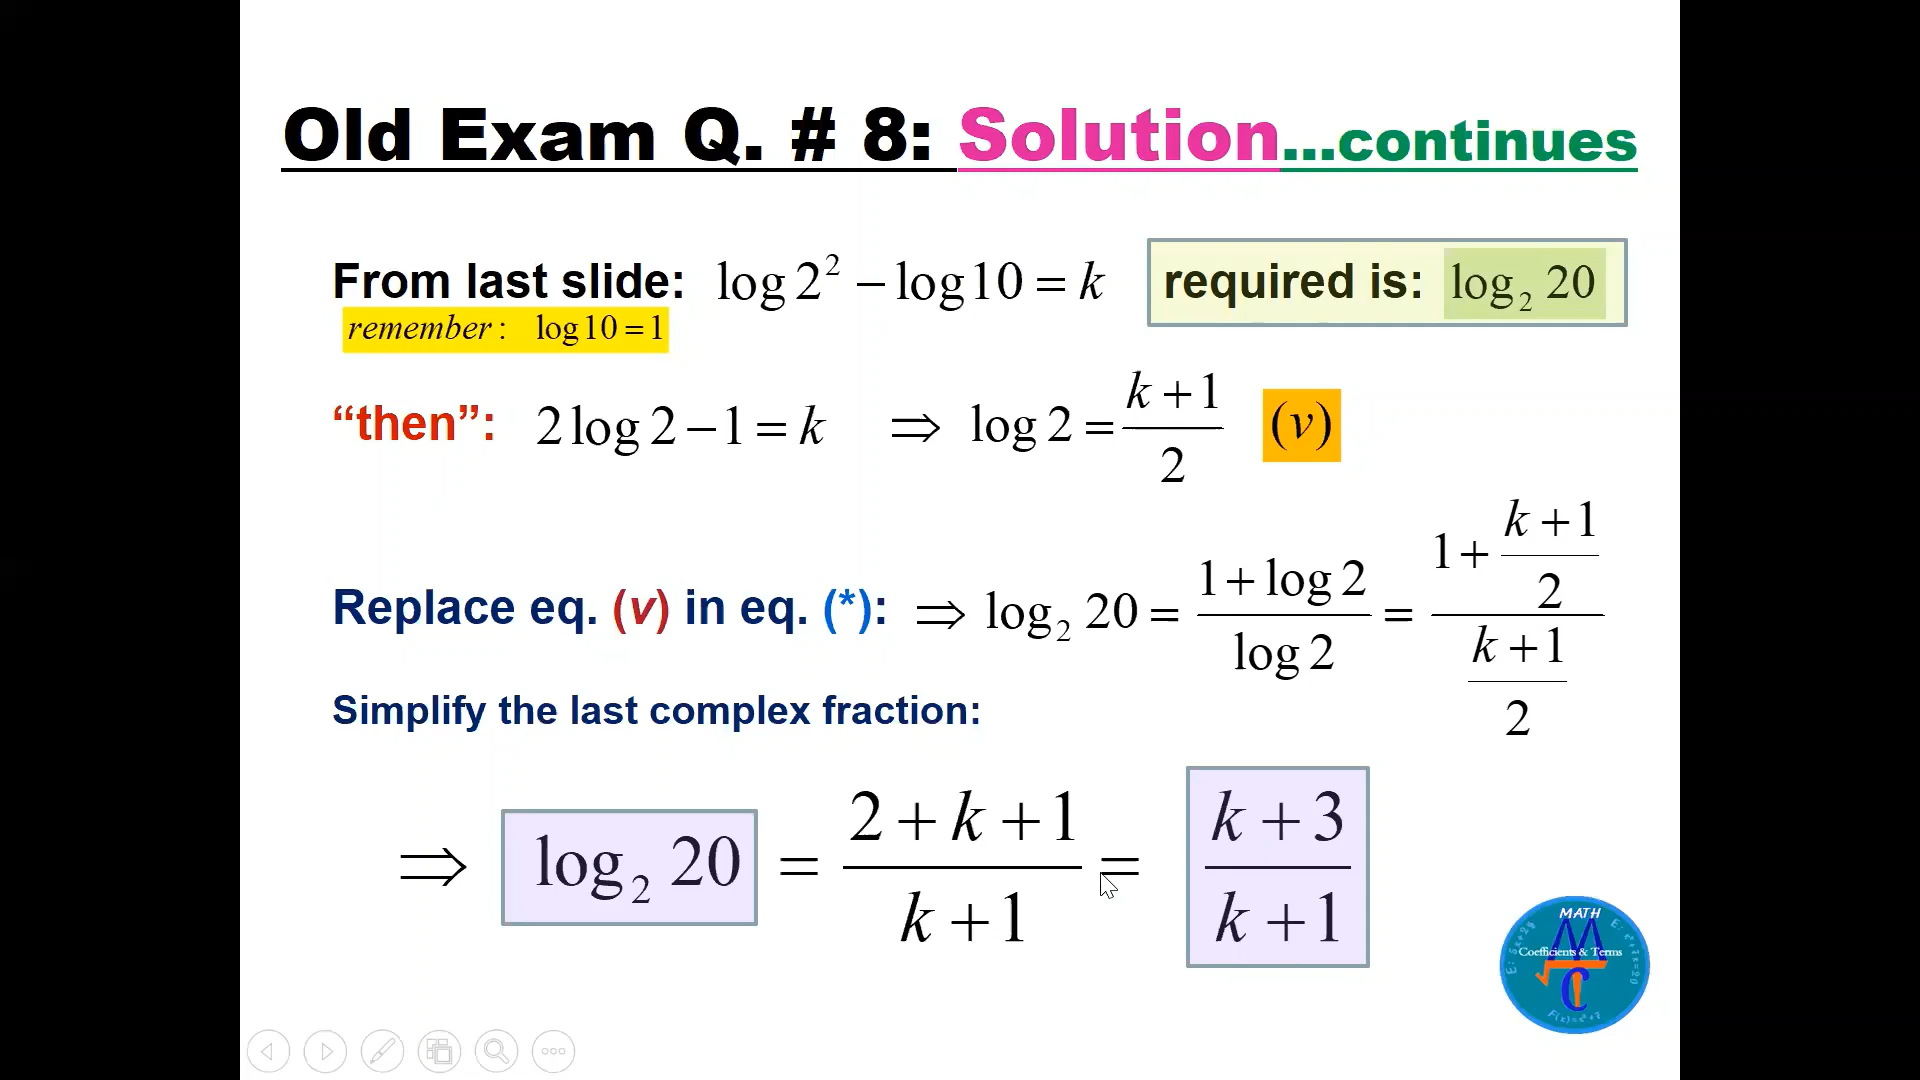 Old Exam Q. # 8: Solution...continues
From last slide: log 2² − log 10 = k required is: log₂ 20
remember: log 10 = 1
“then”: 2 log 2 − 1 = k ⇒ log 2 = (k + 1)/2 (v)
Replace eq. (v) in eq. (*): ⇒ log₂ 20 = (1 + log 2)/(log 2) = (1 + (k + 1)/2)/((k + 1)/2)
Simplify the last complex fraction:
⇒ log₂ 20 = (2 + k + 1)/(k + 1) = (k + 3)/(k + 1)
MATH
M
Coefficients & Terms
C